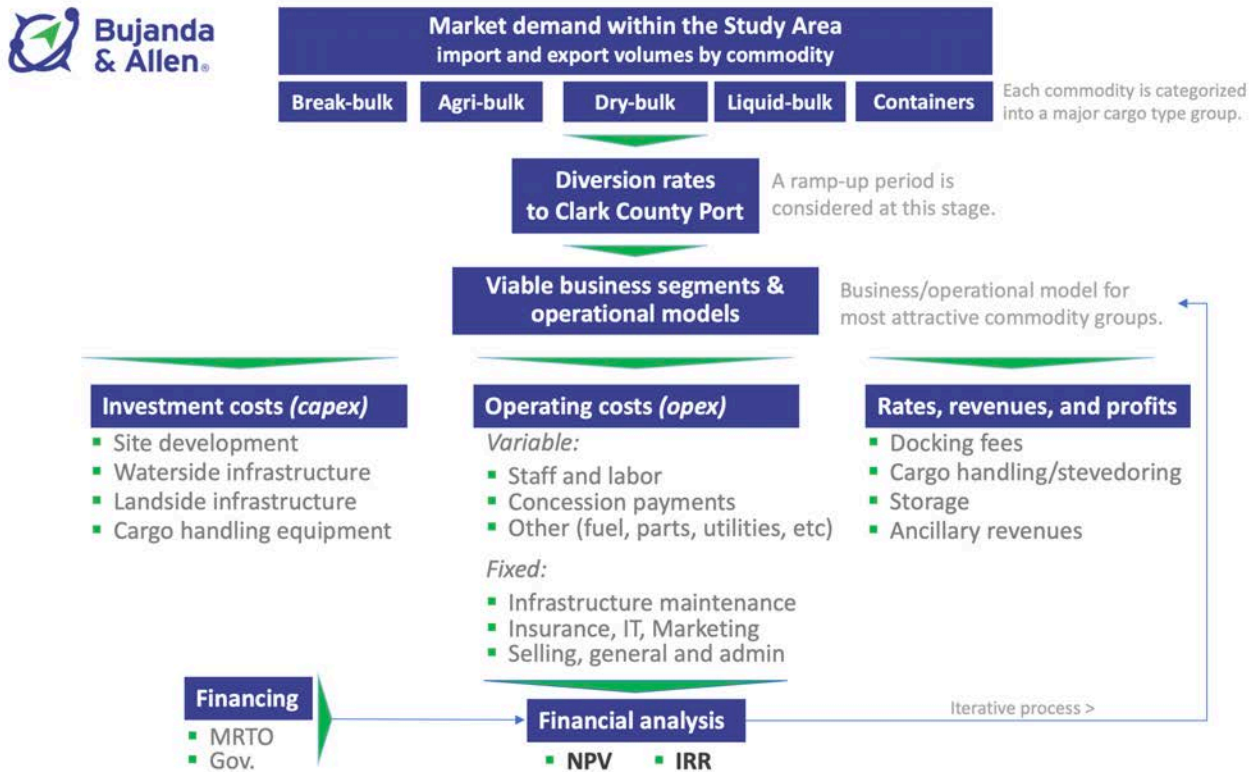 Bujanda
& Allen®
Market demand within the Study Area
import and export volumes by commodity
Break-bulk
Agri-bulk
Dry-bulk
Liquid-bulk
Containers
Each commodity is categorized
into a major cargo type group.
Diversion rates
to Clark County Port
A ramp-up period is
considered at this stage.
Viable business segments &
operational models
Business/operational model for
most attractive commodity groups.
Investment costs (capex)
Site development
Waterside infrastructure
Landside infrastructure
Cargo handling equipment
Operating costs (opex)
Variable:
Staff and labor
Concession payments
Other (fuel, parts, utilities, etc)
Fixed:
Infrastructure maintenance
Insurance, IT, Marketing
Selling, general and admin
Rates, revenues, and profits
Docking fees
Cargo handling/stevedoring
Storage
Ancillary revenues
Financing
MRTO
Gov.
Financial analysis
NPV
IRR
Iterative process >